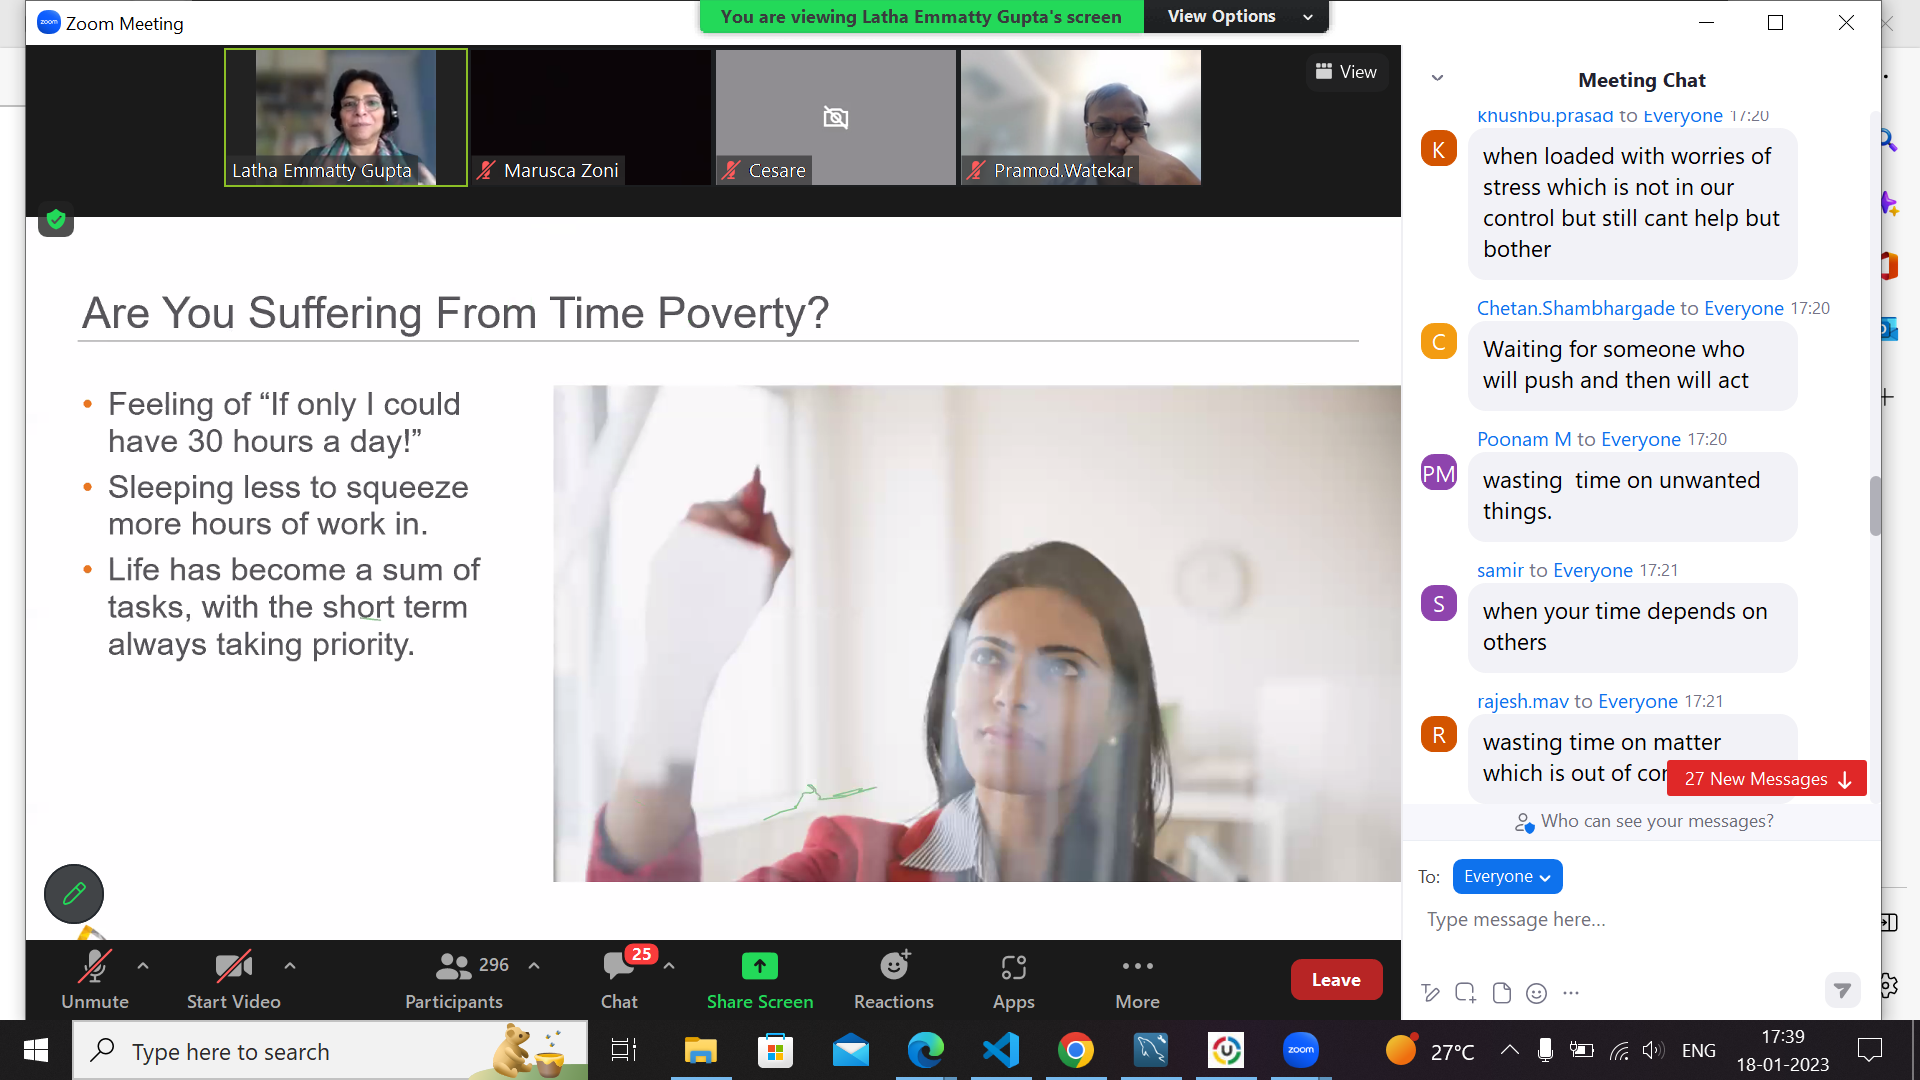 Zoom Meeting
You are viewing Latha Emmatty Gupta's screen
View Options
Latha Emmatty Gupta
Marusca Zoni
Cesare
Pramod.Watekar
View
Are You Suffering From Time Poverty?
• Feeling of “If only I could
have 30 hours a day!”
• Sleeping less to squeeze
more hours of work in.
• Life has become a sum of
tasks, with the short term
always taking priority.
Meeting Chat
khushbu.prasad to Everyone 17:20
K
when loaded with worries of
stress which is not in our
control but still cant help but
bother
Chetan.Shambhargade to Everyone 17:20
C
Waiting for someone who
will push and then will act
Poonam M to Everyone 17:20
PM
wasting  time on unwanted
things.
samir to Everyone 17:21
S
when your time depends on
others
rajesh.mav to Everyone 17:21
R
wasting time on matter
which is out of con
27 New Messages
Who can see your messages?
To: Everyone
Type message here...
Unmute
Start Video
296
Participants
25
Chat
Share Screen
Reactions
Apps
More
Leave
Type here to search
zoom
27°C
ENG
17:39
18-01-2023